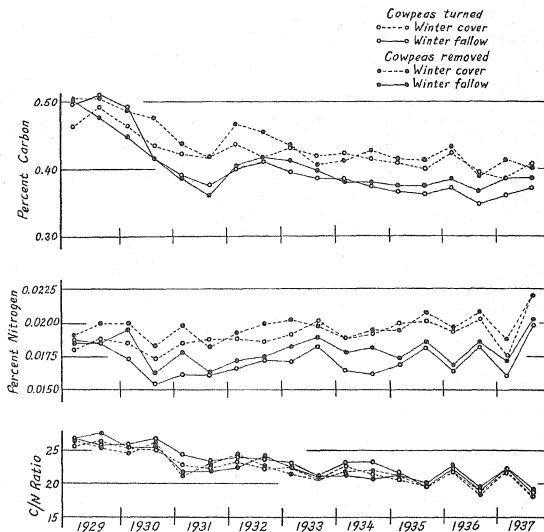 Cowpeas turned
Winter cover
Winter fallow
Cowpeas removed
Winter cover
Winter fallow
Percent Carbon
0.50
0.40
0.30
Percent Nitrogen
0.0225
0.0200
0.0175
0.0150
C/N Ratio
25
20
15
1929 1930 1931 1932 1933 1934 1935 1936 1937